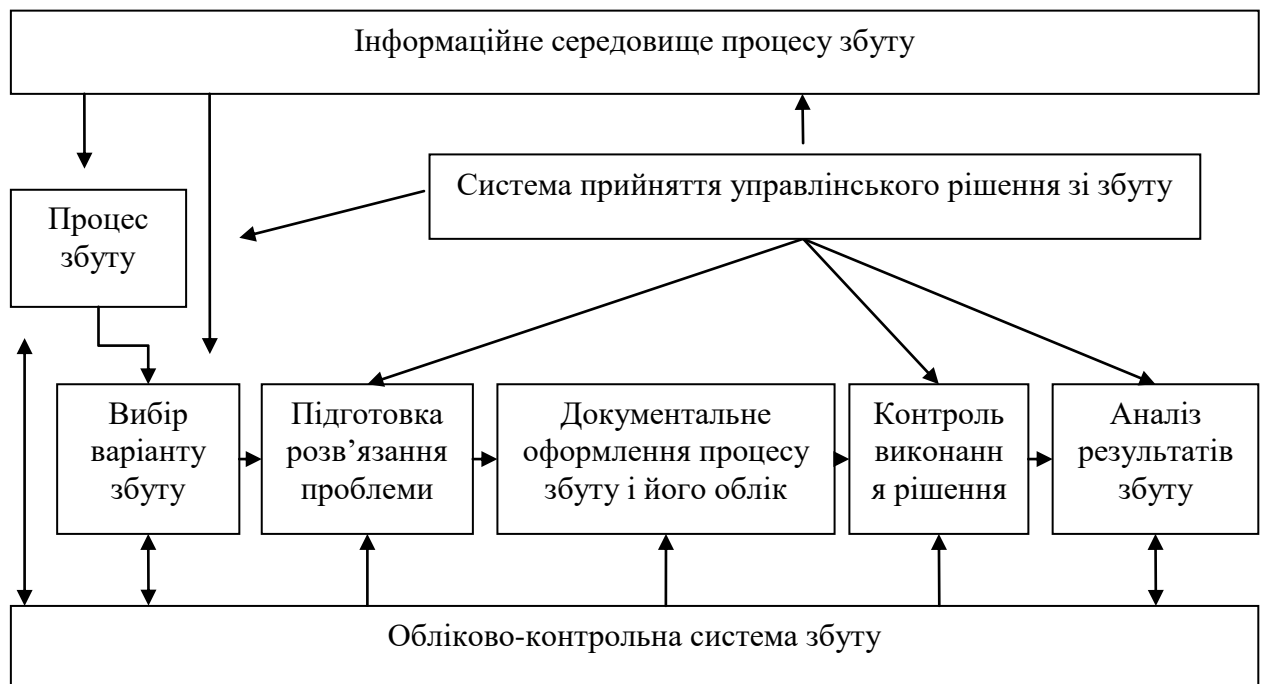 Інформаційне середовище процесу збуту
Система прийняття управлінського рішення зі збуту
Процес
збуту
Вибір
варіанту
збуту
Підготовка
розв’язання
проблеми
Документальне
оформлення процесу
збуту і його облік
Контроль
виконанн
я рішення
Аналіз
результатів
збуту
Обліково-контрольна система збуту